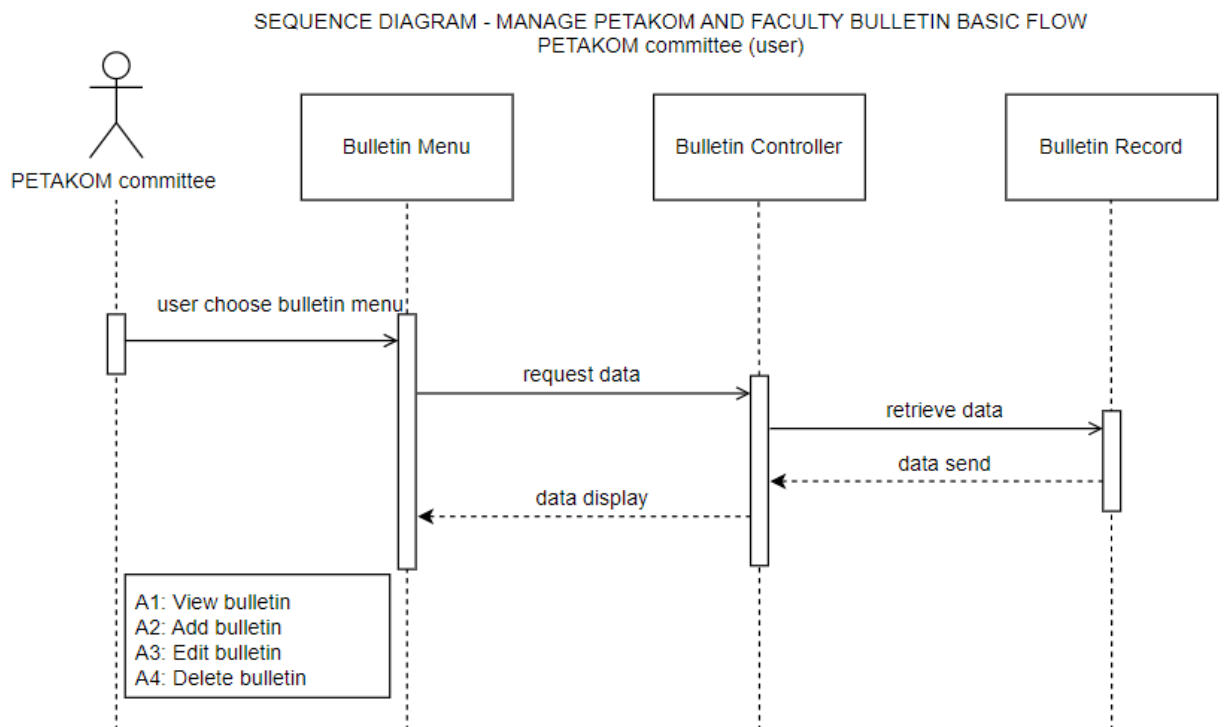 SEQUENCE DIAGRAM - MANAGE PETAKOM AND FACULTY BULLETIN BASIC FLOW
PETAKOM committee (user)
PETAKOM committee
Bulletin Menu
Bulletin Controller
Bulletin Record
user choose bulletin menu
request data
retrieve data
data send
data display
A1: View bulletin
A2: Add bulletin
A3: Edit bulletin
A4: Delete bulletin